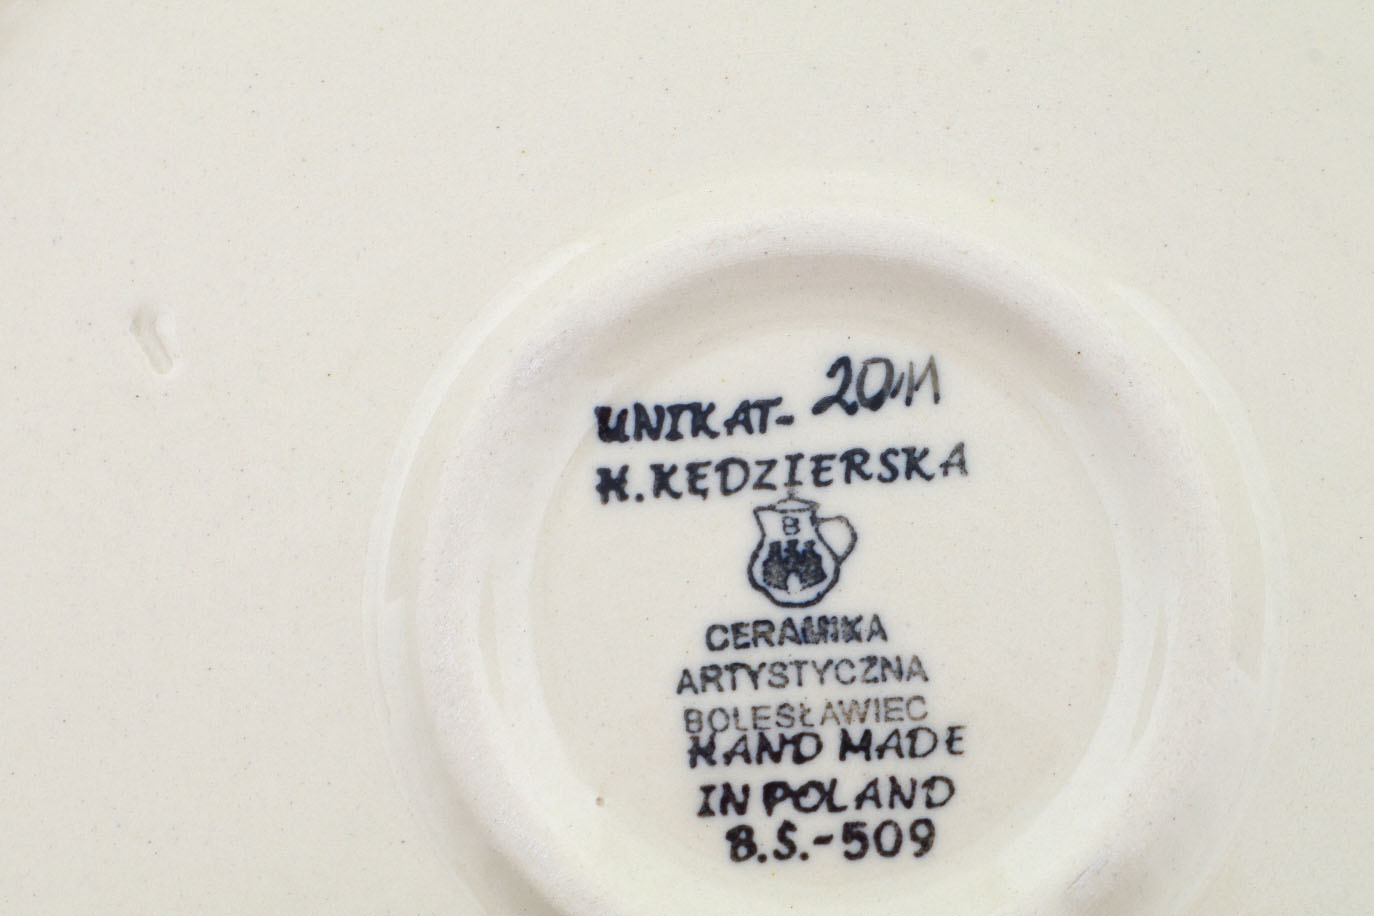 UNIKAT- 2011
H.KĘDZIERSKA
B
CERAMIKA
ARTYSTYCZNA
BOLESŁAWIEC
HAND MADE
IN POLAND
B.Ś.-509